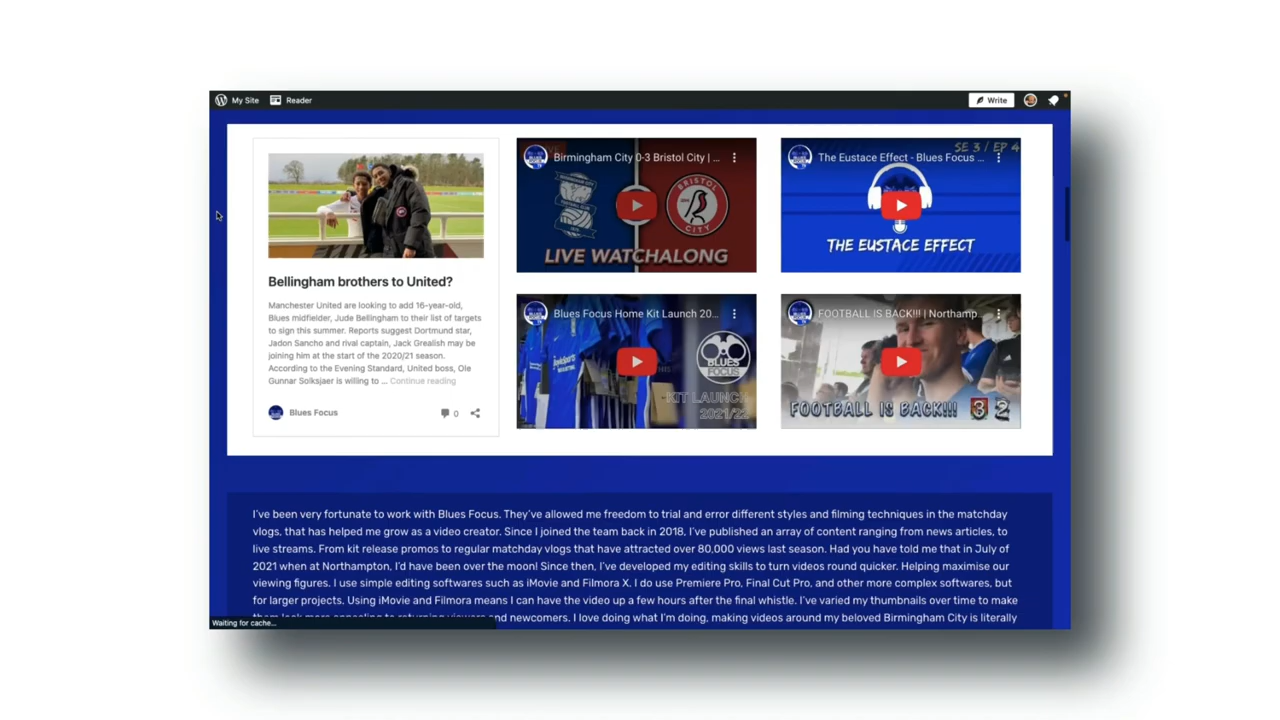 My Site
Reader
Write
Bellingham brothers to United?
Manchester United are looking to add 16-year-old,
Blues midfielder, Jude Bellingham to their list of targets
to sign this summer. Reports suggest Dortmund star,
Jadon Sancho and rival captain, Jack Grealish may be
joining him at the start of the 2020/21 season.
According to the Evening Standard, United boss, Ole
Gunnar Solksjaer is willing to ... Continue reading
Blues Focus
0
Birmingham City 0-3 Bristol City | ...
BRISTOL
CITY
LIVE WATCHALONG
The Eustace Effect - Blues Focus ...
SE 3 / EP 4
THE EUSTACE EFFECT
Blues Focus Home Kit Launch 20...
BLUES
FOCUS
KIT LAUNCH
2021/22
FOOTBALL IS BACK!!! | Northamp...
FOOTBALL IS BACK!!! 3 2
I've been very fortunate to work with Blues Focus. They've allowed me freedom to trial and error different styles and filming techniques in the matchday
vlogs, that has helped me grow as a video creator. Since I joined the team back in 2018, I've published an array of content ranging from news articles, to
live streams. From kit release promos to regular matchday vlogs that have attracted over 80,000 views last season. Had you have told me that in July of
2021 when at Northampton, I'd have been over the moon! Since then, I've developed my editing skills to turn videos round quicker. Helping maximise our
viewing figures. I use simple editing softwares such as iMovie and Filmora X. I do use Premiere Pro, Final Cut Pro, and other more complex softwares, but
for larger projects. Using iMovie and Filmora means I can have the video up a few hours after the final whistle. I've varied my thumbnails over time to make
them look more appealing to returning viewers and newcomers. I love doing what I'm doing, making videos around my beloved Birmingham City is literally
Waiting for cache...